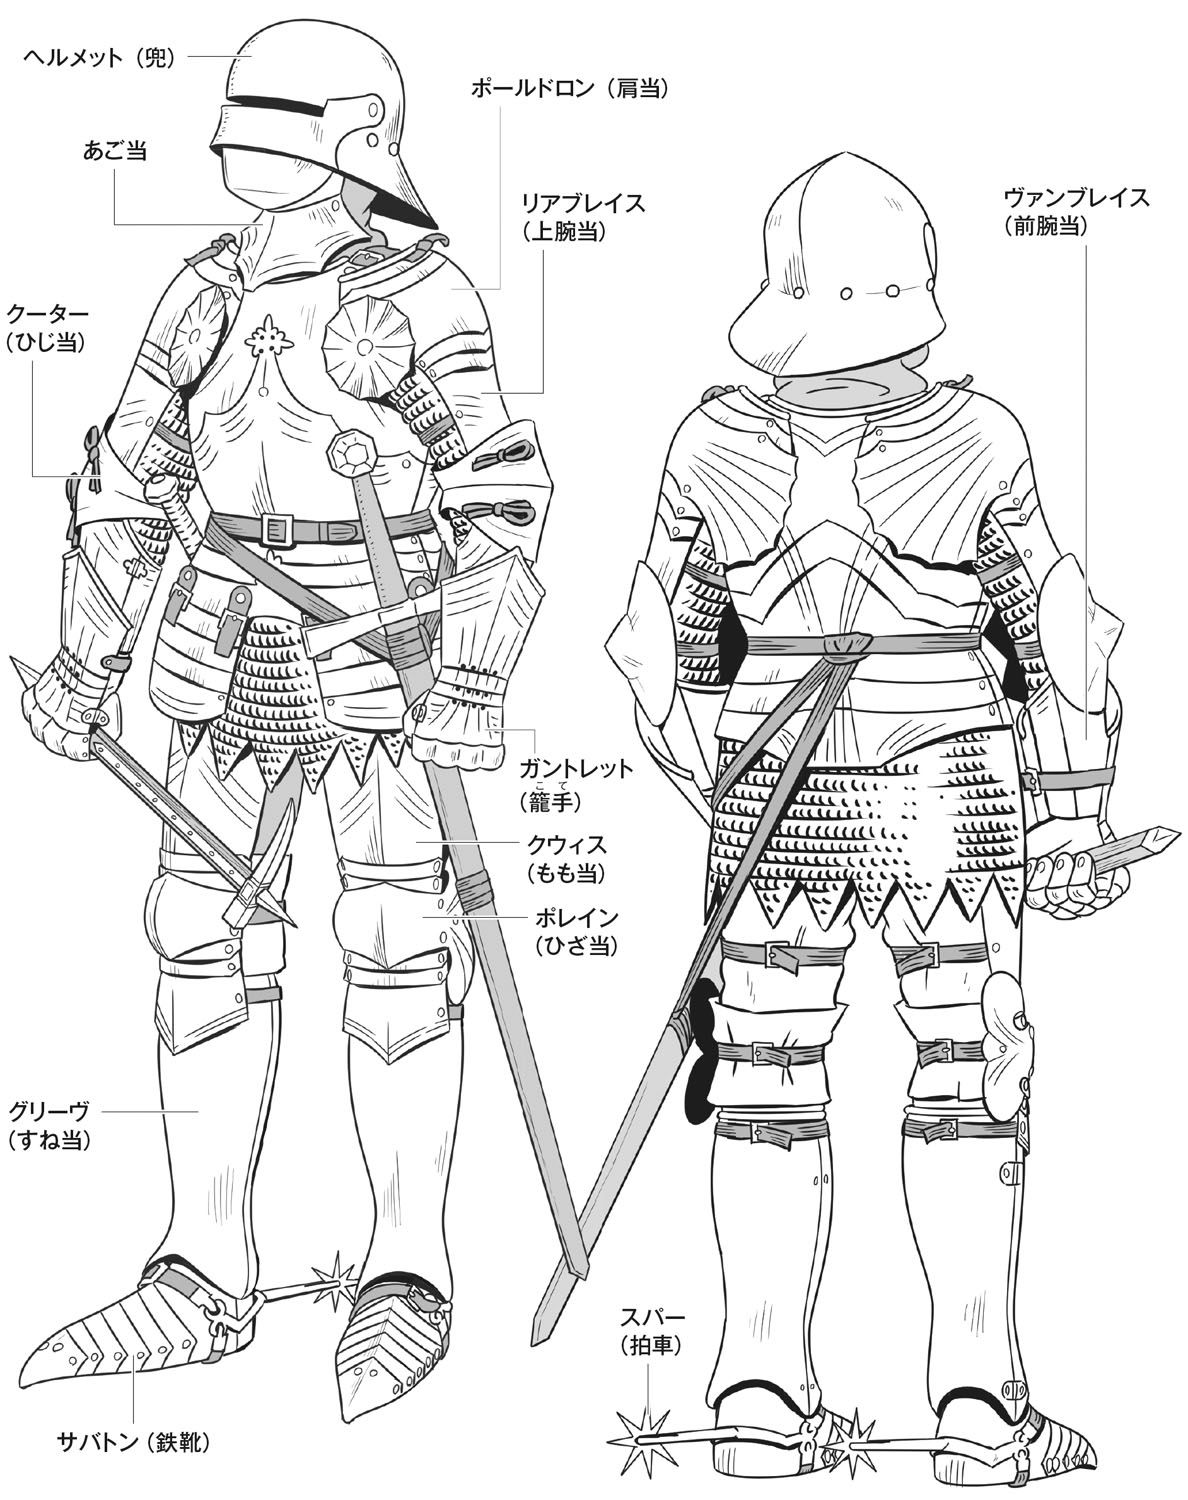 ヘルメット（兜）
ポールドロン（肩当）
あご当
リアブレイス
（上腕当）
ヴァンブレイス
（前腕当）
クーター
（ひじ当）
ガントレット
こて
（籠手）
クウィス
（もも当）
ポレイン
（ひざ当）
グリーヴ
（すね当）
スパー
（拍車）
サバトン（鉄靴）